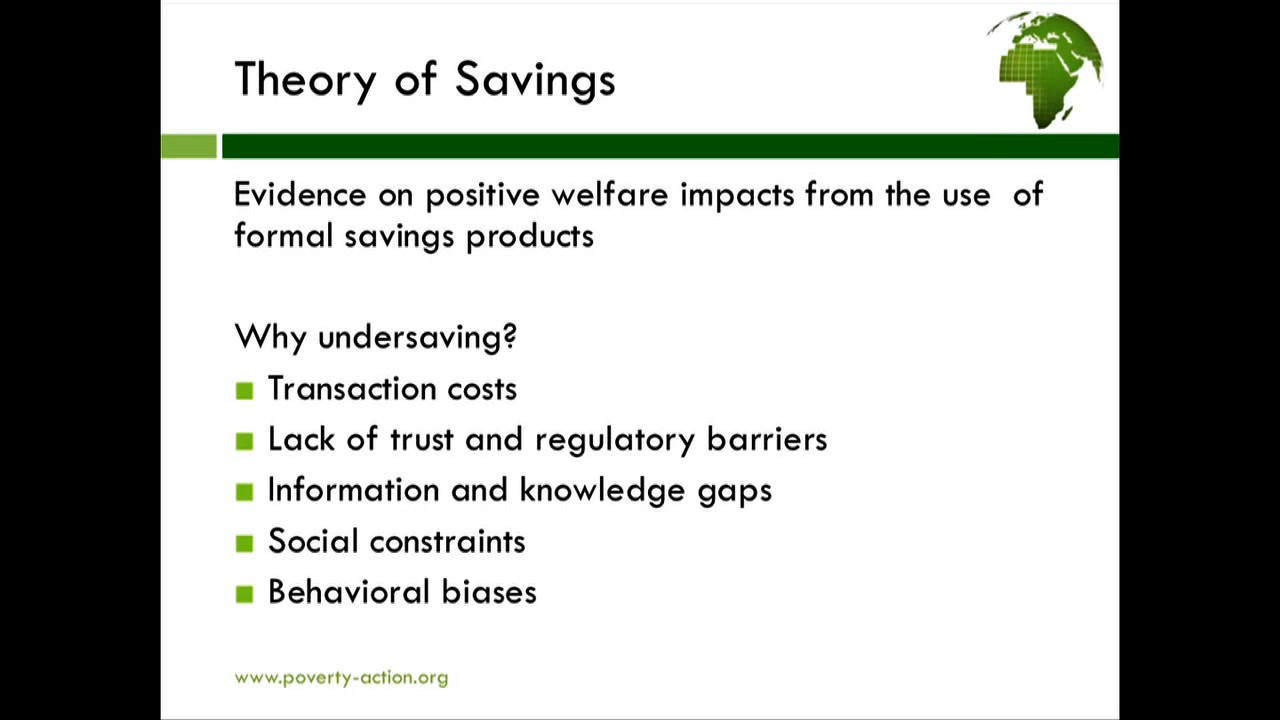 Theory of Savings
Evidence on positive welfare impacts from the use  of
formal savings products
Why undersaving?
Transaction costs
Lack of trust and regulatory barriers
Information and knowledge gaps
Social constraints
Behavioral biases
www.poverty-action.org